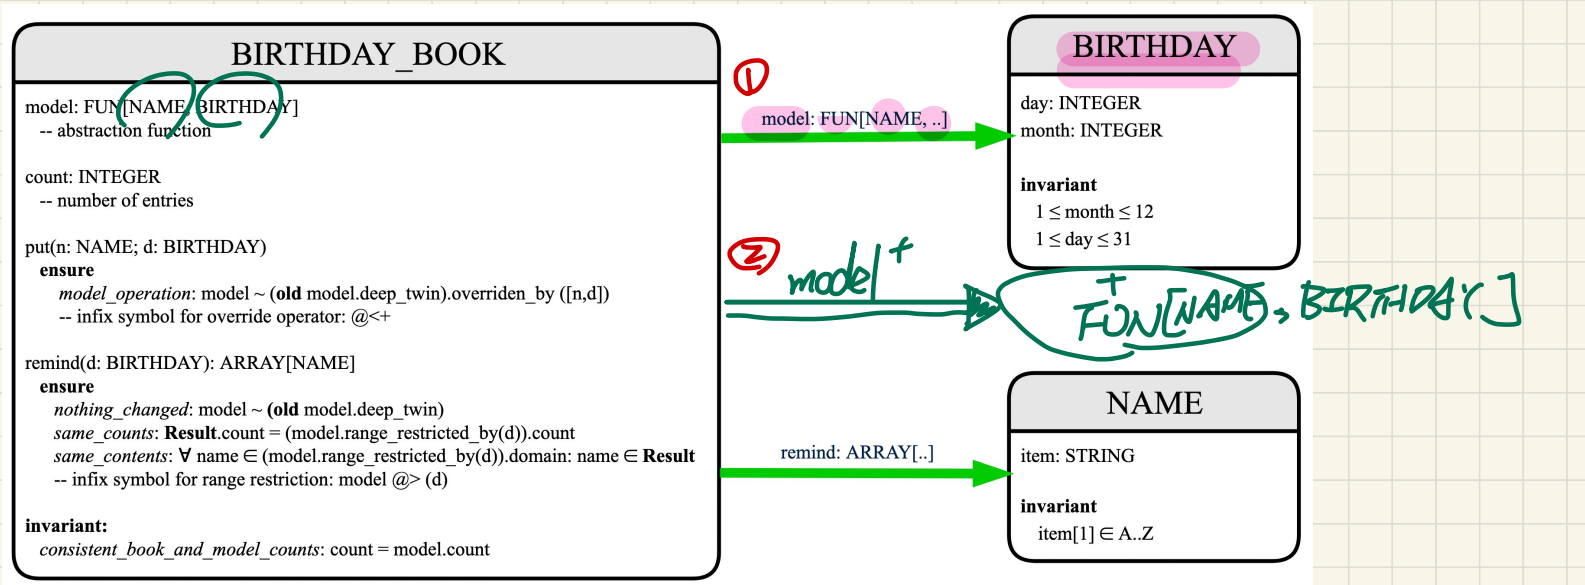 BIRTHDAY_BOOK
model: FUN[NAME, BIRTHDAY]
-- abstraction function
count: INTEGER
-- number of entries
put(n: NAME; d: BIRTHDAY)
ensure
model_operation: model ~ (old model.deep_twin).overriden_by ([n,d])
-- infix symbol for override operator: @<+
remind(d: BIRTHDAY): ARRAY[NAME]
ensure
nothing_changed: model ~ (old model.deep_twin)
same_counts: Result.count = (model.range_restricted_by(d)).count
same_contents: ∀ name ∈ (model.range_restricted_by(d)).domain: name ∈ Result
-- infix symbol for range restriction: model @> (d)
invariant:
consistent_book_and_model_counts: count = model.count
1
model: FUN[NAME, ..]
2
model +
+
FUN[NAME, BIRTHDAY]
remind: ARRAY[..]
BIRTHDAY
day: INTEGER
month: INTEGER
invariant
1 ≤ month ≤ 12
1 ≤ day ≤ 31
NAME
item: STRING
invariant
item[1] ∈ A..Z